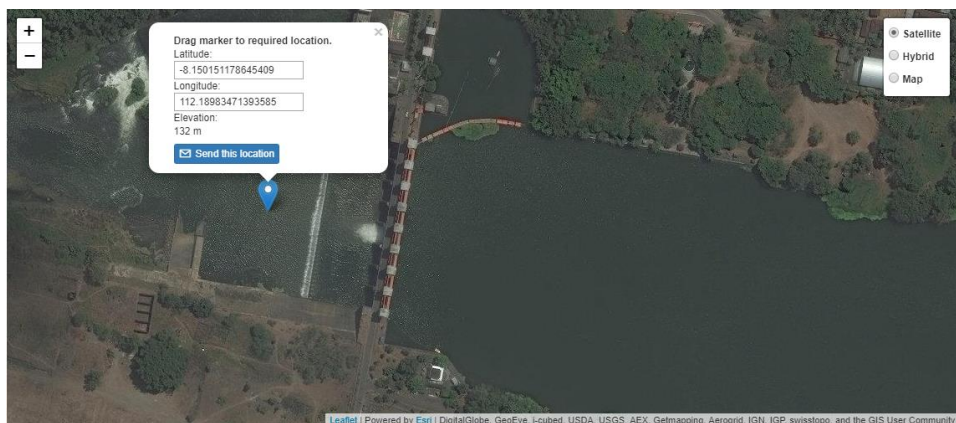 +
−
Drag marker to required location.
×
Latitude:
-8.150151178645409
Longitude:
112.18983471393585
Elevation:
132 m
Send this location
Satellite
Hybrid
Map
Leaflet | Powered by Esri | DigitalGlobe, GeoEye, i-cubed, USDA, USGS, AEX, Getmapping, Aerogrid, IGN, IGP, swisstopo, and the GIS User Community